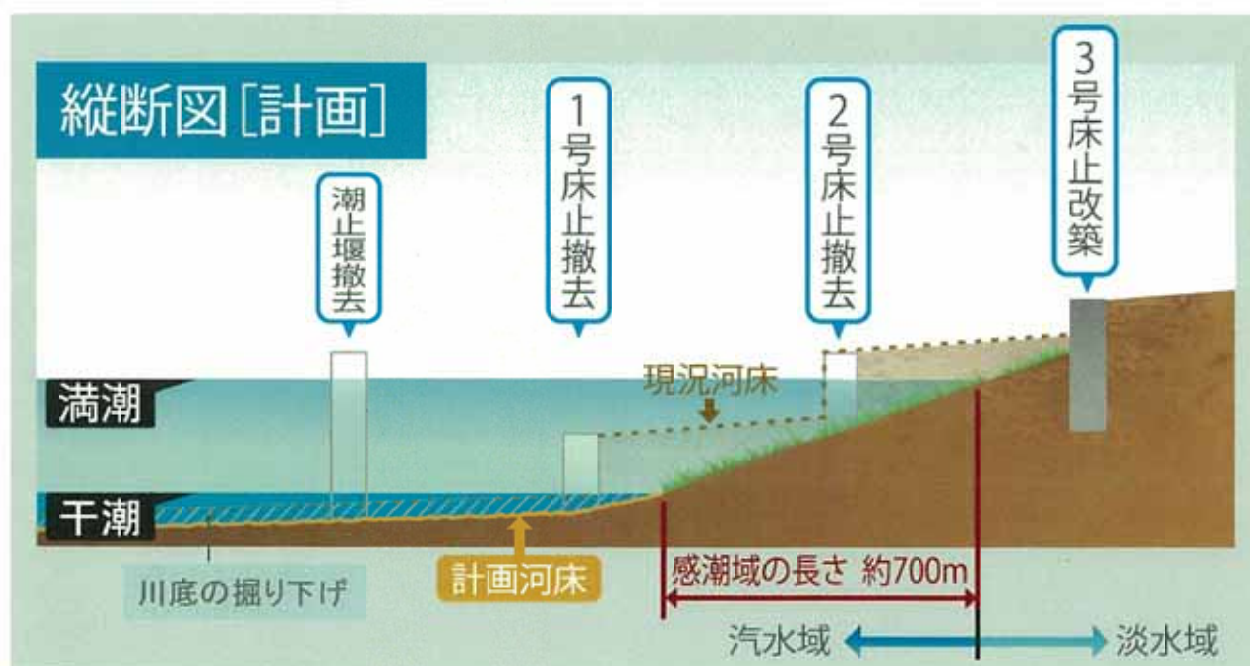 縦断図[計画]
潮止堰撤去
1号床止撤去
2号床止撤去
3号床止改築
満潮
現況河床
干潮
川底の掘り下げ
計画河床
感潮域の長さ 約700m
汽水域
淡水域